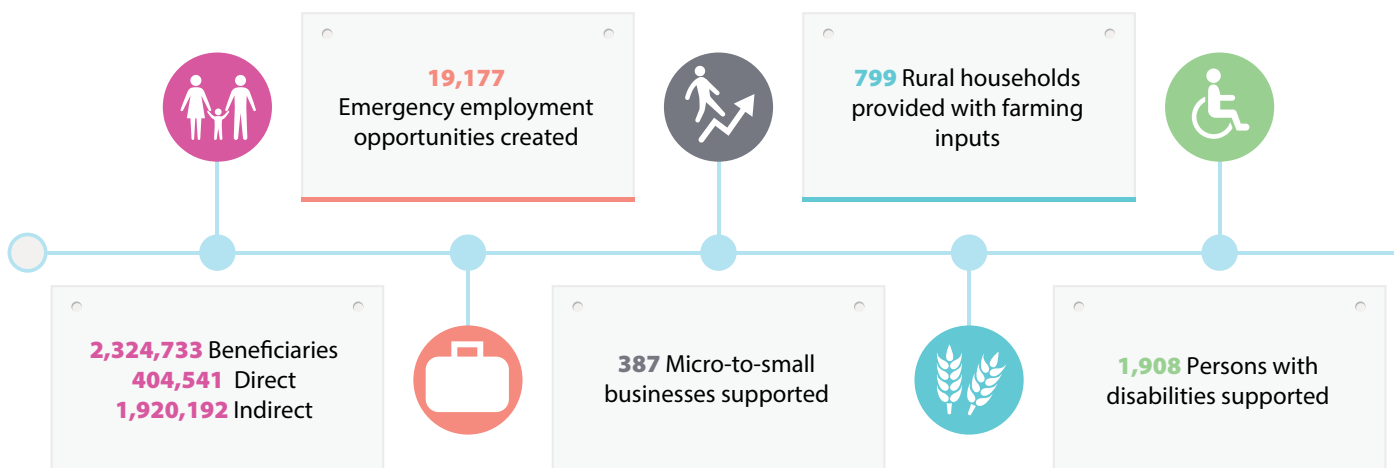 2,324,733 Beneficiaries
404,541 Direct
1,920,192 Indirect
19,177
Emergency employment
opportunities created
387 Micro-to-small
businesses supported
799 Rural households
provided with farming
inputs
1,908 Persons with
disabilities supported